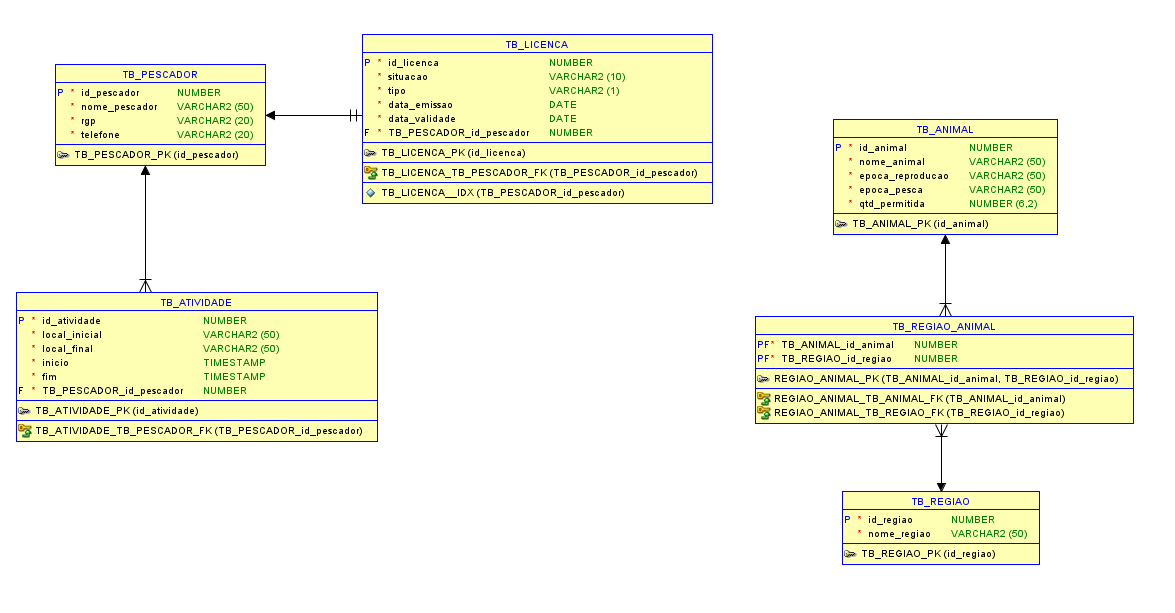 TB_PESCADOR
P * id_pescador NUMBER
* nome_pescador VARCHAR2 (50)
* rgp VARCHAR2 (20)
* telefone VARCHAR2 (20)
TB_PESCADOR_PK (id_pescador)
TB_LICENCA
P * id_licenca NUMBER
* situacao VARCHAR2 (10)
* tipo VARCHAR2 (1)
* data_emissao DATE
* data_validade DATE
F * TB_PESCADOR_id_pescador NUMBER
TB_LICENCA_PK (id_licenca)
TB_LICENCA_TB_PESCADOR_FK (TB_PESCADOR_id_pescador)
TB_LICENCA__IDX (TB_PESCADOR_id_pescador)
TB_ANIMAL
P * id_animal NUMBER
* nome_animal VARCHAR2 (50)
* epoca_reproducao VARCHAR2 (50)
* epoca_pesca VARCHAR2 (50)
* qtd_permitida NUMBER (6,2)
TB_ANIMAL_PK (id_animal)
TB_ATIVIDADE
P * id_atividade NUMBER
* local_inicial VARCHAR2 (50)
* local_final VARCHAR2 (50)
* inicio TIMESTAMP
* fim TIMESTAMP
F * TB_PESCADOR_id_pescador NUMBER
TB_ATIVIDADE_PK (id_atividade)
TB_ATIVIDADE_TB_PESCADOR_FK (TB_PESCADOR_id_pescador)
TB_REGIAO_ANIMAL
PF* TB_ANIMAL_id_animal NUMBER
PF* TB_REGIAO_id_regiao NUMBER
REGIAO_ANIMAL_PK (TB_ANIMAL_id_animal, TB_REGIAO_id_regiao)
REGIAO_ANIMAL_TB_ANIMAL_FK (TB_ANIMAL_id_animal)
REGIAO_ANIMAL_TB_REGIAO_FK (TB_REGIAO_id_regiao)
TB_REGIAO
P * id_regiao NUMBER
* nome_regiao VARCHAR2 (50)
TB_REGIAO_PK (id_regiao)